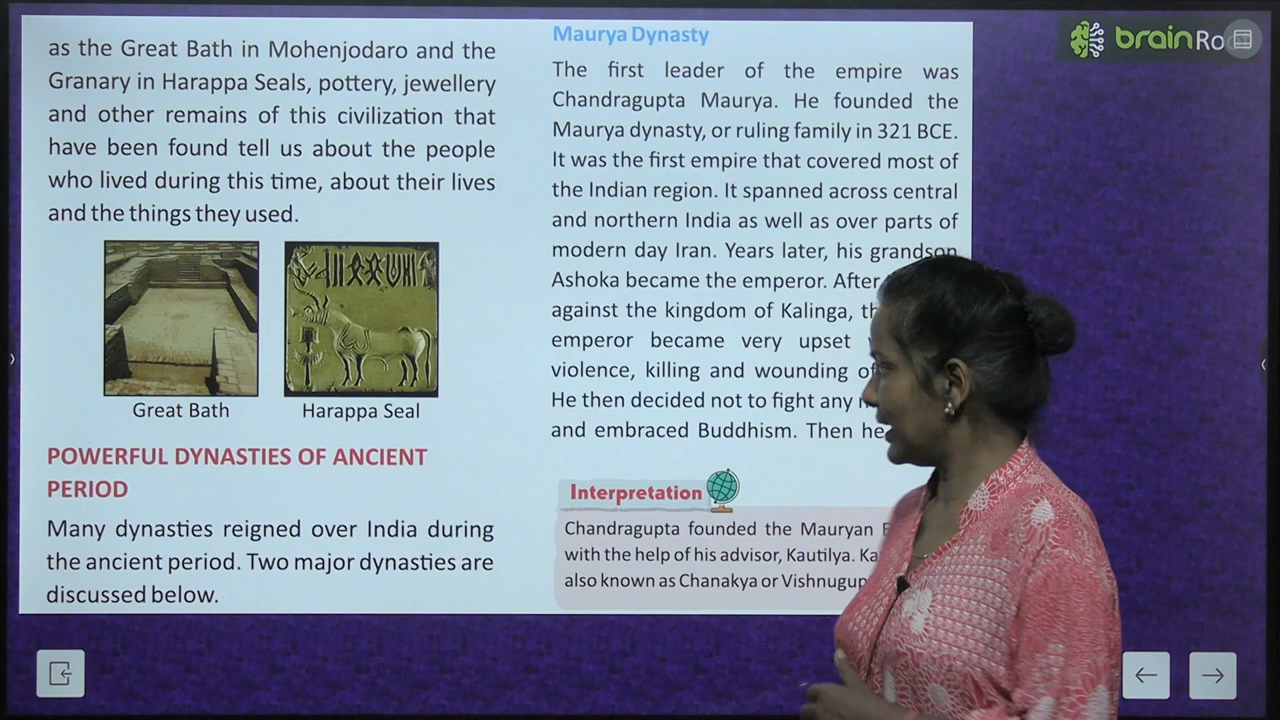 as the Great Bath in Mohenjodaro and the
Granary in Harappa Seals, pottery, jewellery
and other remains of this civilization that
have been found tell us about the people
who lived during this time, about their lives
and the things they used.
Great Bath
Harappa Seal
POWERFUL DYNASTIES OF ANCIENT
PERIOD
Many dynasties reigned over India during
the ancient period. Two major dynasties are
discussed below.
Maurya Dynasty
The first leader of the empire was
Chandragupta Maurya. He founded the
Maurya dynasty, or ruling family in 321 BCE.
It was the first empire that covered most of
the Indian region. It spanned across central
and northern India as well as over parts of
modern day Iran. Years later, his grandson
Ashoka became the emperor. After
against the kingdom of Kalinga,
emperor became very upset
violence, killing and wounding
He then decided not to fight any
and embraced Buddhism. Then he
Interpretation
Chandragupta founded the Mauryan
with the help of his advisor, Kautilya.
also known as Chanakya or
brain